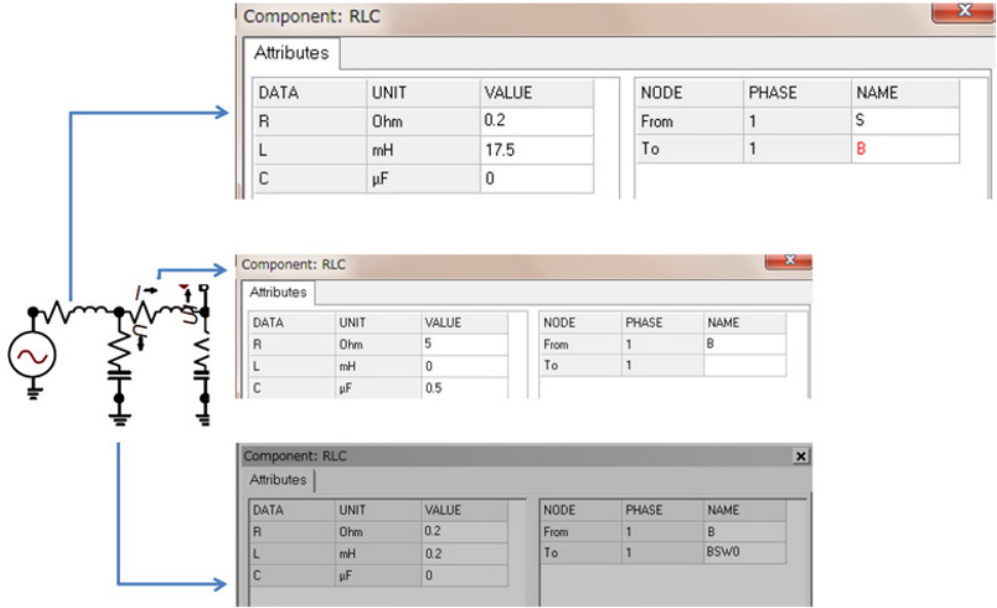 Component: RLC
Attributes
DATA UNIT VALUE NODE PHASE NAME
R Ohm 0.2 From 1 S
L mH 17.5 To 1 B
C µF 0
Component: RLC
Attributes
DATA UNIT VALUE NODE PHASE NAME
R Ohm 5 From 1 B
L mH 0 To 1
C µF 0.5
I
U
U
Component: RLC
Attributes
DATA UNIT VALUE NODE PHASE NAME
R Ohm 0.2 From 1 B
L mH 0.2 To 1 BSW0
C µF 0